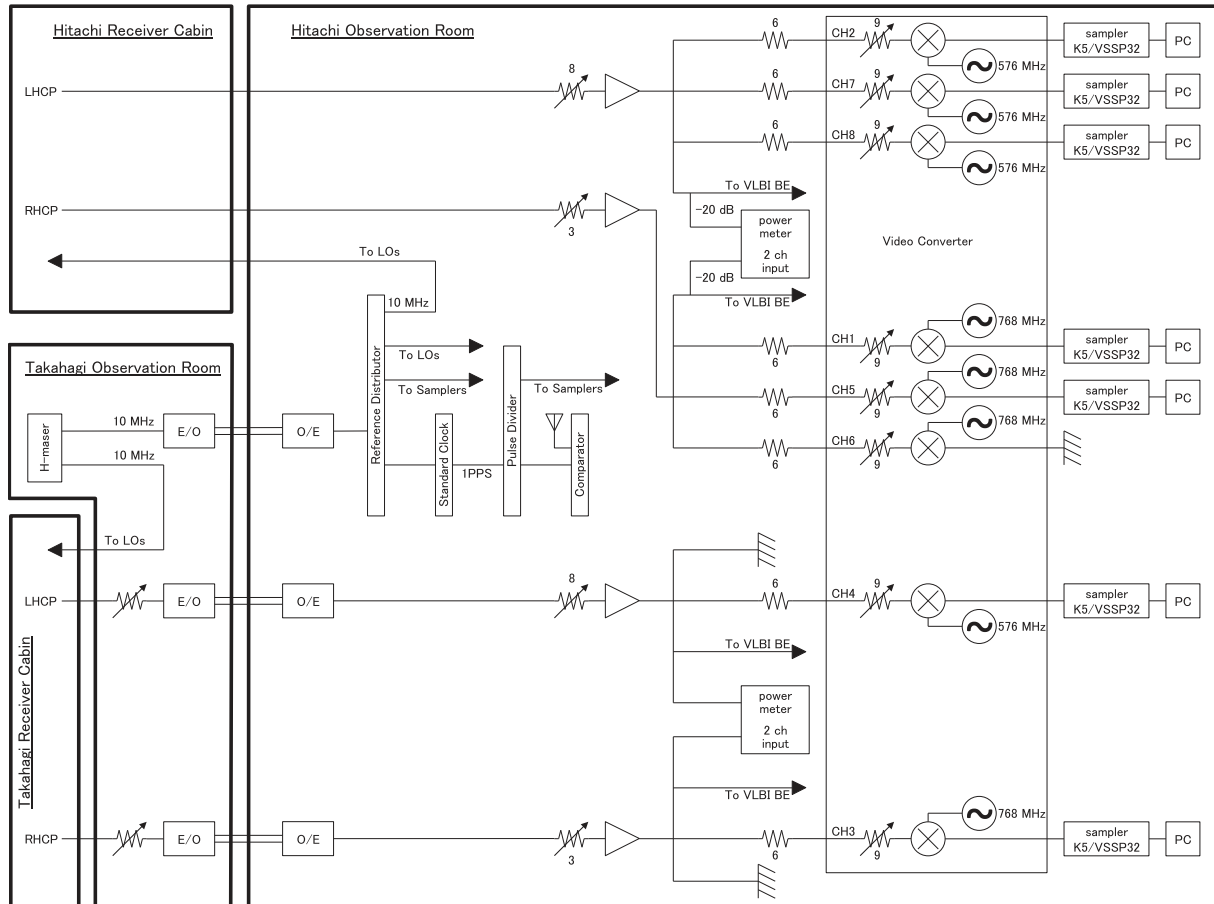 Hitachi Receiver Cabin
Hitachi Observation Room
6
CH2
9
sampler
K5/VSSP32
PC
576 MHz
LHCP
8
6
CH7
9
sampler
K5/VSSP32
PC
576 MHz
6
CH8
9
sampler
K5/VSSP32
PC
576 MHz
To VLBI BE
RHCP
3
-20 dB
power
meter
2 ch
input
Video Converter
To LOs
-20 dB
10 MHz
To VLBI BE
768 MHz
Takahagi Observation Room
To LOs
CH1
6
9
sampler
K5/VSSP32
PC
768 MHz
To Samplers
To Samplers
CH5
6
9
sampler
K5/VSSP32
PC
768 MHz
H-maser
10 MHz
10 MHz
E/O
O/E
Reference Distributor
Standard Clock
1PPS
Pulse Divider
Comparator
CH6
6
9
To LOs
LHCP
E/O
O/E
8
6
CH4
9
sampler
K5/VSSP32
PC
576 MHz
To VLBI BE
Takahagi Receiver Cabin
power
meter
2 ch
input
To VLBI BE
768 MHz
RHCP
E/O
O/E
3
6
CH3
9
sampler
K5/VSSP32
PC